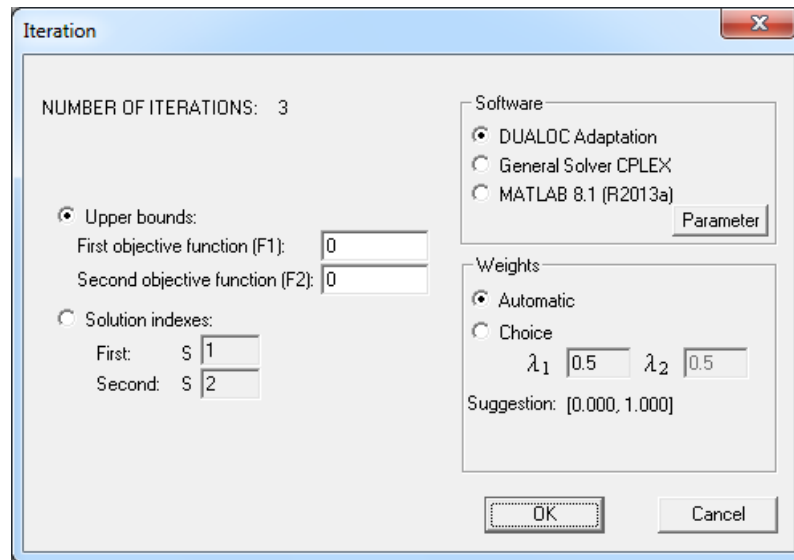 Iteration
NUMBER OF ITERATIONS: 3
Upper bounds:
First objective function (F1): 0
Second objective function (F2): 0
Solution indexes:
First: S 1
Second: S 2
Software
DUALOC Adaptation
General Solver CPLEX
MATLAB 8.1 (R2013a)
Parameter
Weights
Automatic
Choice
λ1 0.5 λ2 0.5
Suggestion: [0.000, 1.000]
OK Cancel